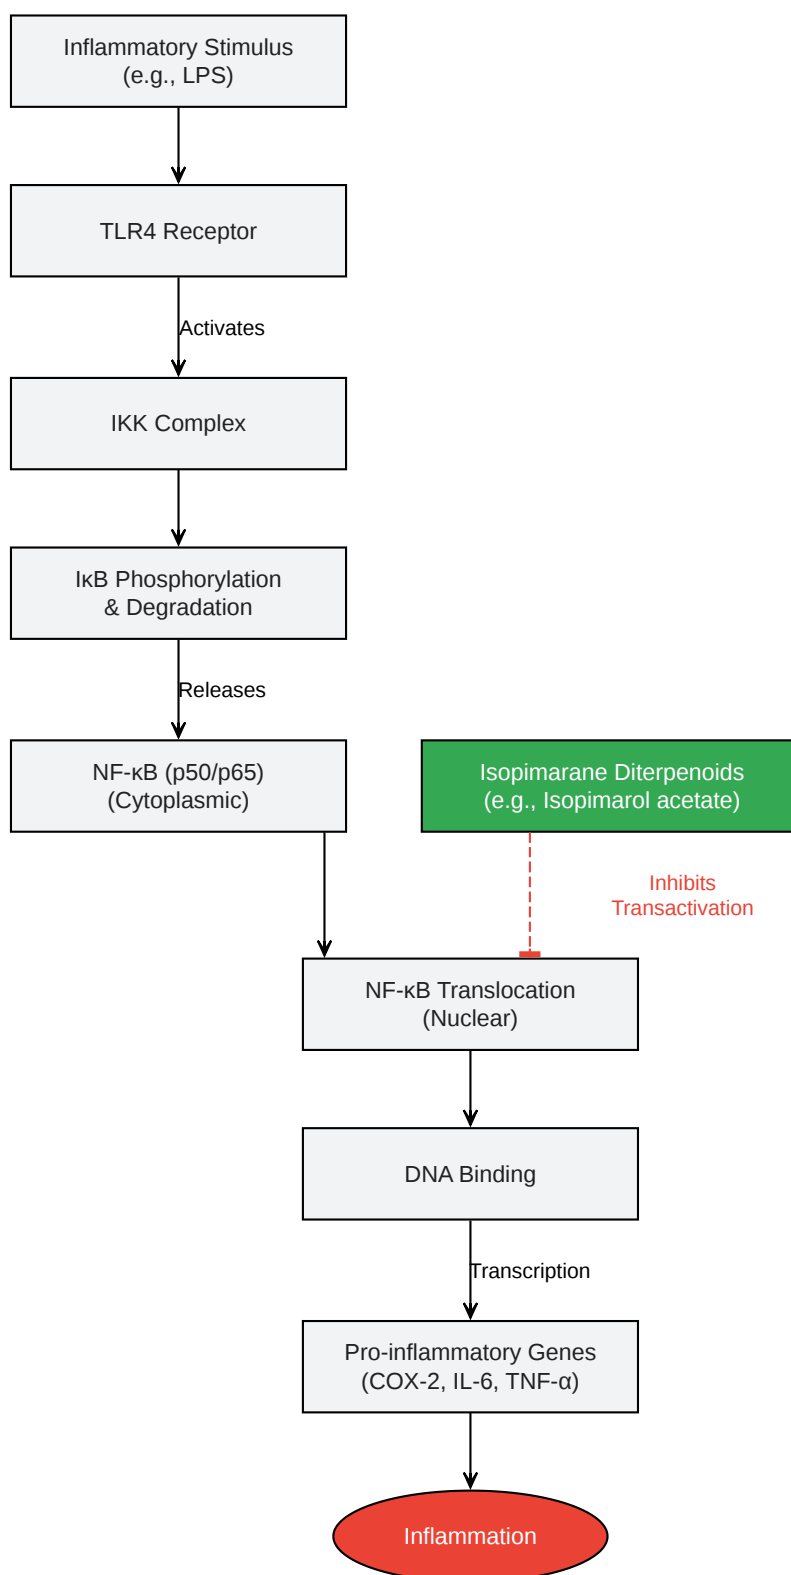 Inflammatory Stimulus
(e.g., LPS)
TLR4 Receptor
Activates
IKK Complex
IκB Phosphorylation
& Degradation
Releases
NF-κB (p50/p65)
(Cytoplasmic)
Isopimarane Diterpenoids
(e.g., Isopimarol acetate)
Inhibits
Transactivation
NF-κB Translocation
(Nuclear)
DNA Binding
Transcription
Pro-inflammatory Genes
(COX-2, IL-6, TNF-α)
Inflammation